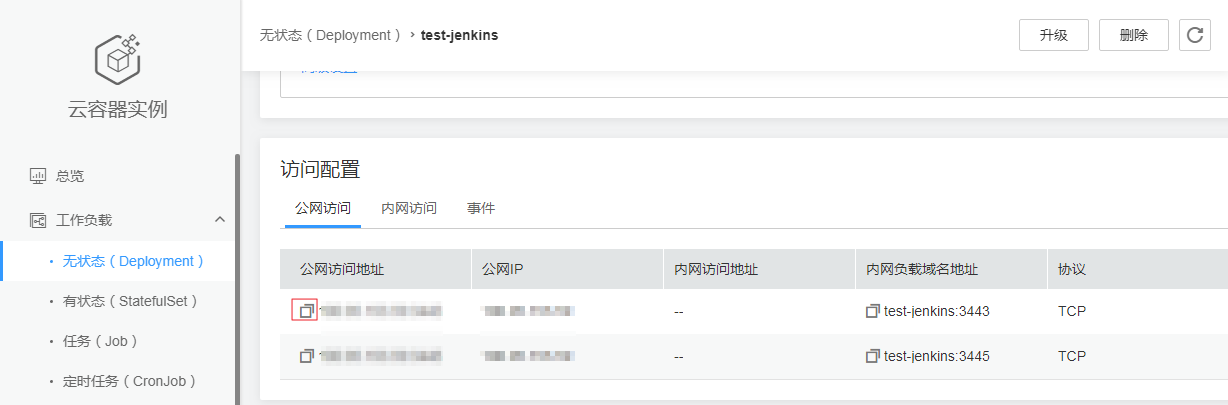 云容器实例
总览
工作负载
无状态（Deployment）
有状态（StatefulSet）
任务（Job）
定时任务（CronJob）
无状态（Deployment） › test-jenkins
升级 删除
访问配置
公网访问 内网访问 事件
公网访问地址 公网IP 内网访问地址 内网负载域名地址 协议
-- test-jenkins:3443 TCP
-- test-jenkins:3445 TCP